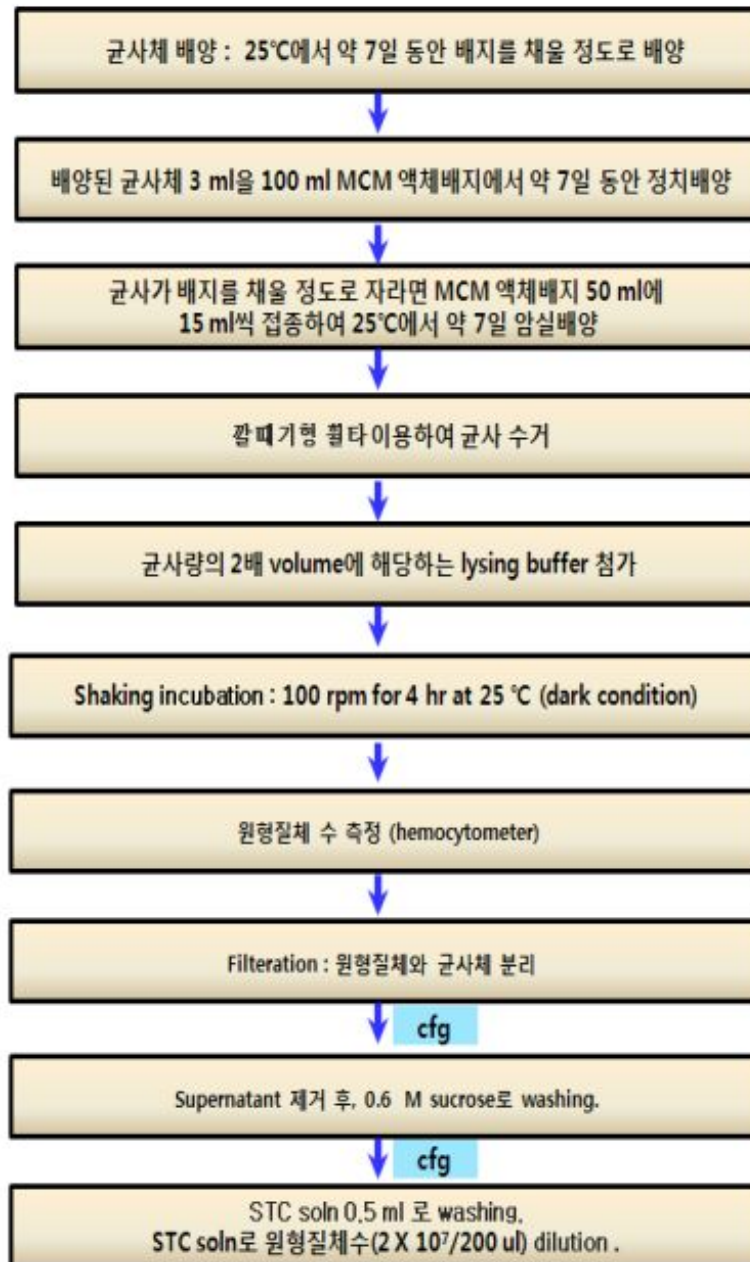 균사체 배양 : 25℃에서 약 7일 동안 배지를 채울 정도로 배양
배양된 균사체 3 ml을 100 ml MCM 액체배지에서 약 7일 동안 정치배양
균사가 배지를 채울 정도로 자라면 MCM 액체배지 50 ml에
15 ml씩 접종하여 25℃에서 약 7일 암실배양
깔때기형 휠타이용하여 균사 수거
균사량의 2배 volume에 해당하는 lysing buffer 첨가
Shaking incubation : 100 rpm for 4 hr at 25 ℃ (dark condition)
원형질체 수 측정 (hemocytometer)
Filteration : 원형질체와 균사체 분리
cfg
Supernatant 제거 후, 0.6 M sucrose로 washing.
cfg
STC soln 0.5 ml 로 washing.
STC soln로 원형질체수(2 X 10⁷/200 ul) dilution .